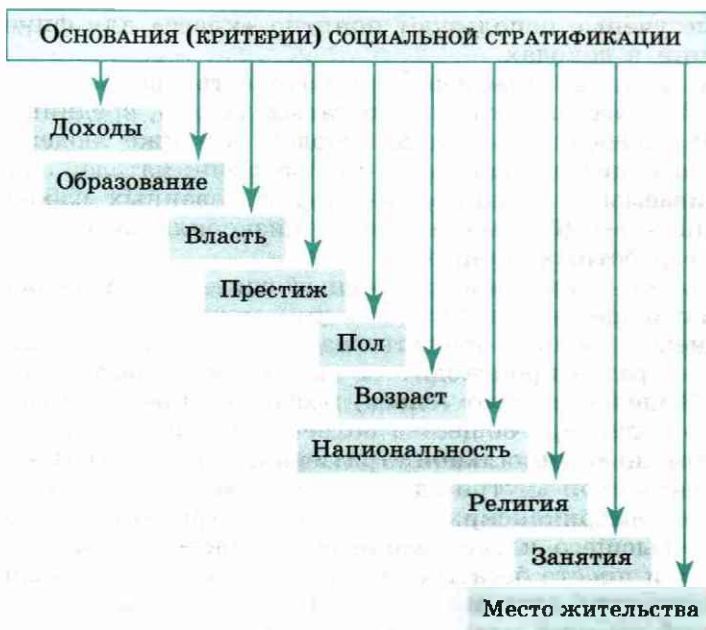 ОСНОВАНИЯ (КРИТЕРИИ) СОЦИАЛЬНОЙ СТРАТИФИКАЦИИ
Доходы
Образование
Власть
Престиж
Пол
Возраст
Национальность
Религия
Занятия
Место жительства